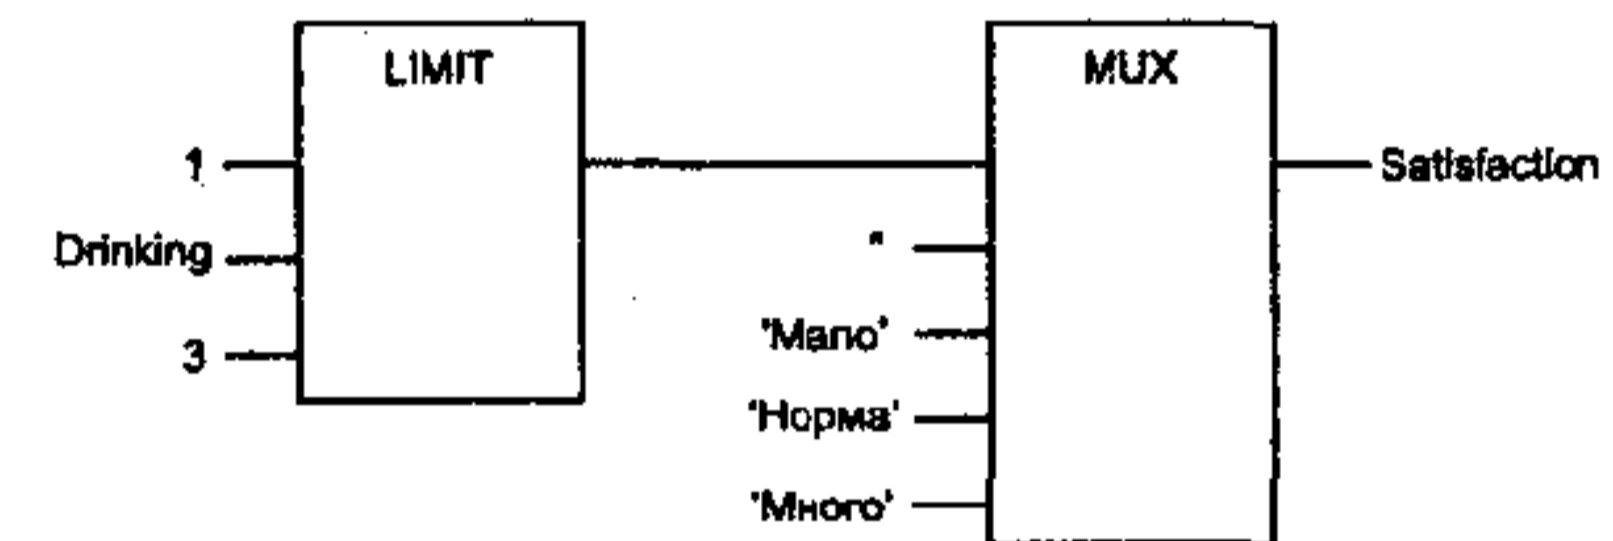 LIMIT
MUX
1
Satisfaction
Drinking
"
'Мало'
3
'Норма'
'Много'